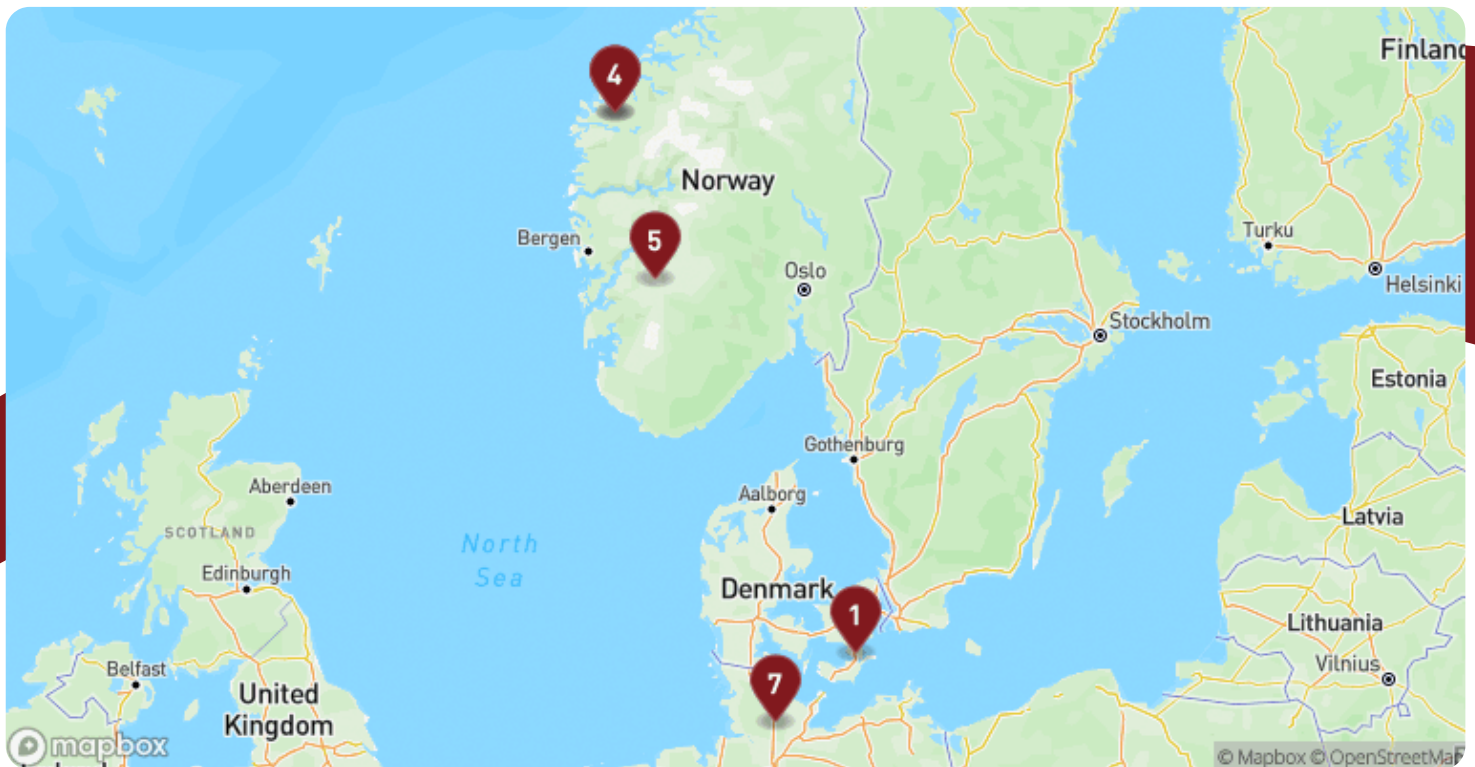 Finland
4
Norway
5
Bergen
Oslo
Turku
Helsinki
Stockholm
Estonia
Gothenburg
Aalborg
Aberdeen
SCOTLAND
Latvia
North
Sea
Edinburgh
Denmark
1
Lithuania
Vilnius
Belfast
7
United
Kingdom
mapbox
© Mapbox © OpenStreetMap